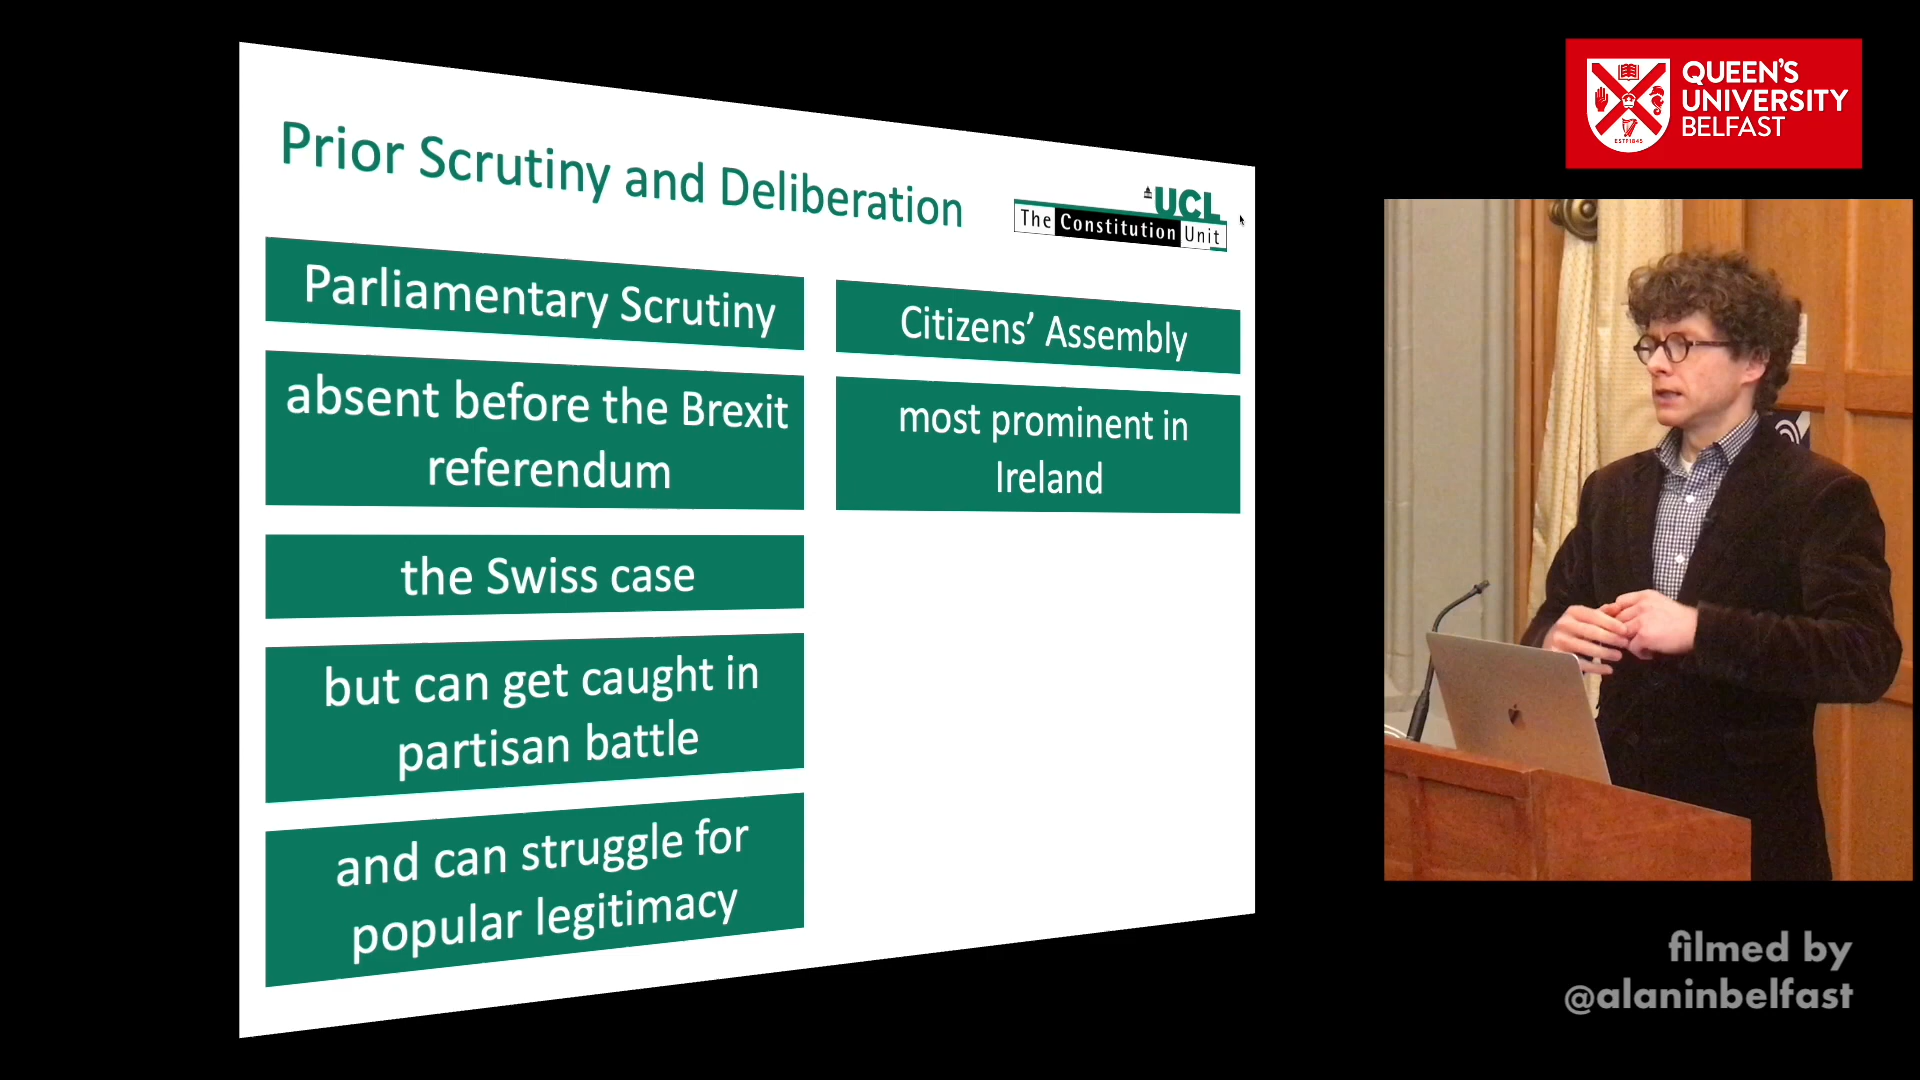 Prior Scrutiny and Deliberation
UCL
The Constitution Unit
Parliamentary Scrutiny
absent before the Brexit
referendum
the Swiss case
but can get caught in
partisan battle
and can struggle for
popular legitimacy
Citizens' Assembly
most prominent in
Ireland
QUEEN'S
UNIVERSITY
BELFAST
ESTD 1845
filmed by
@alaninbelfast